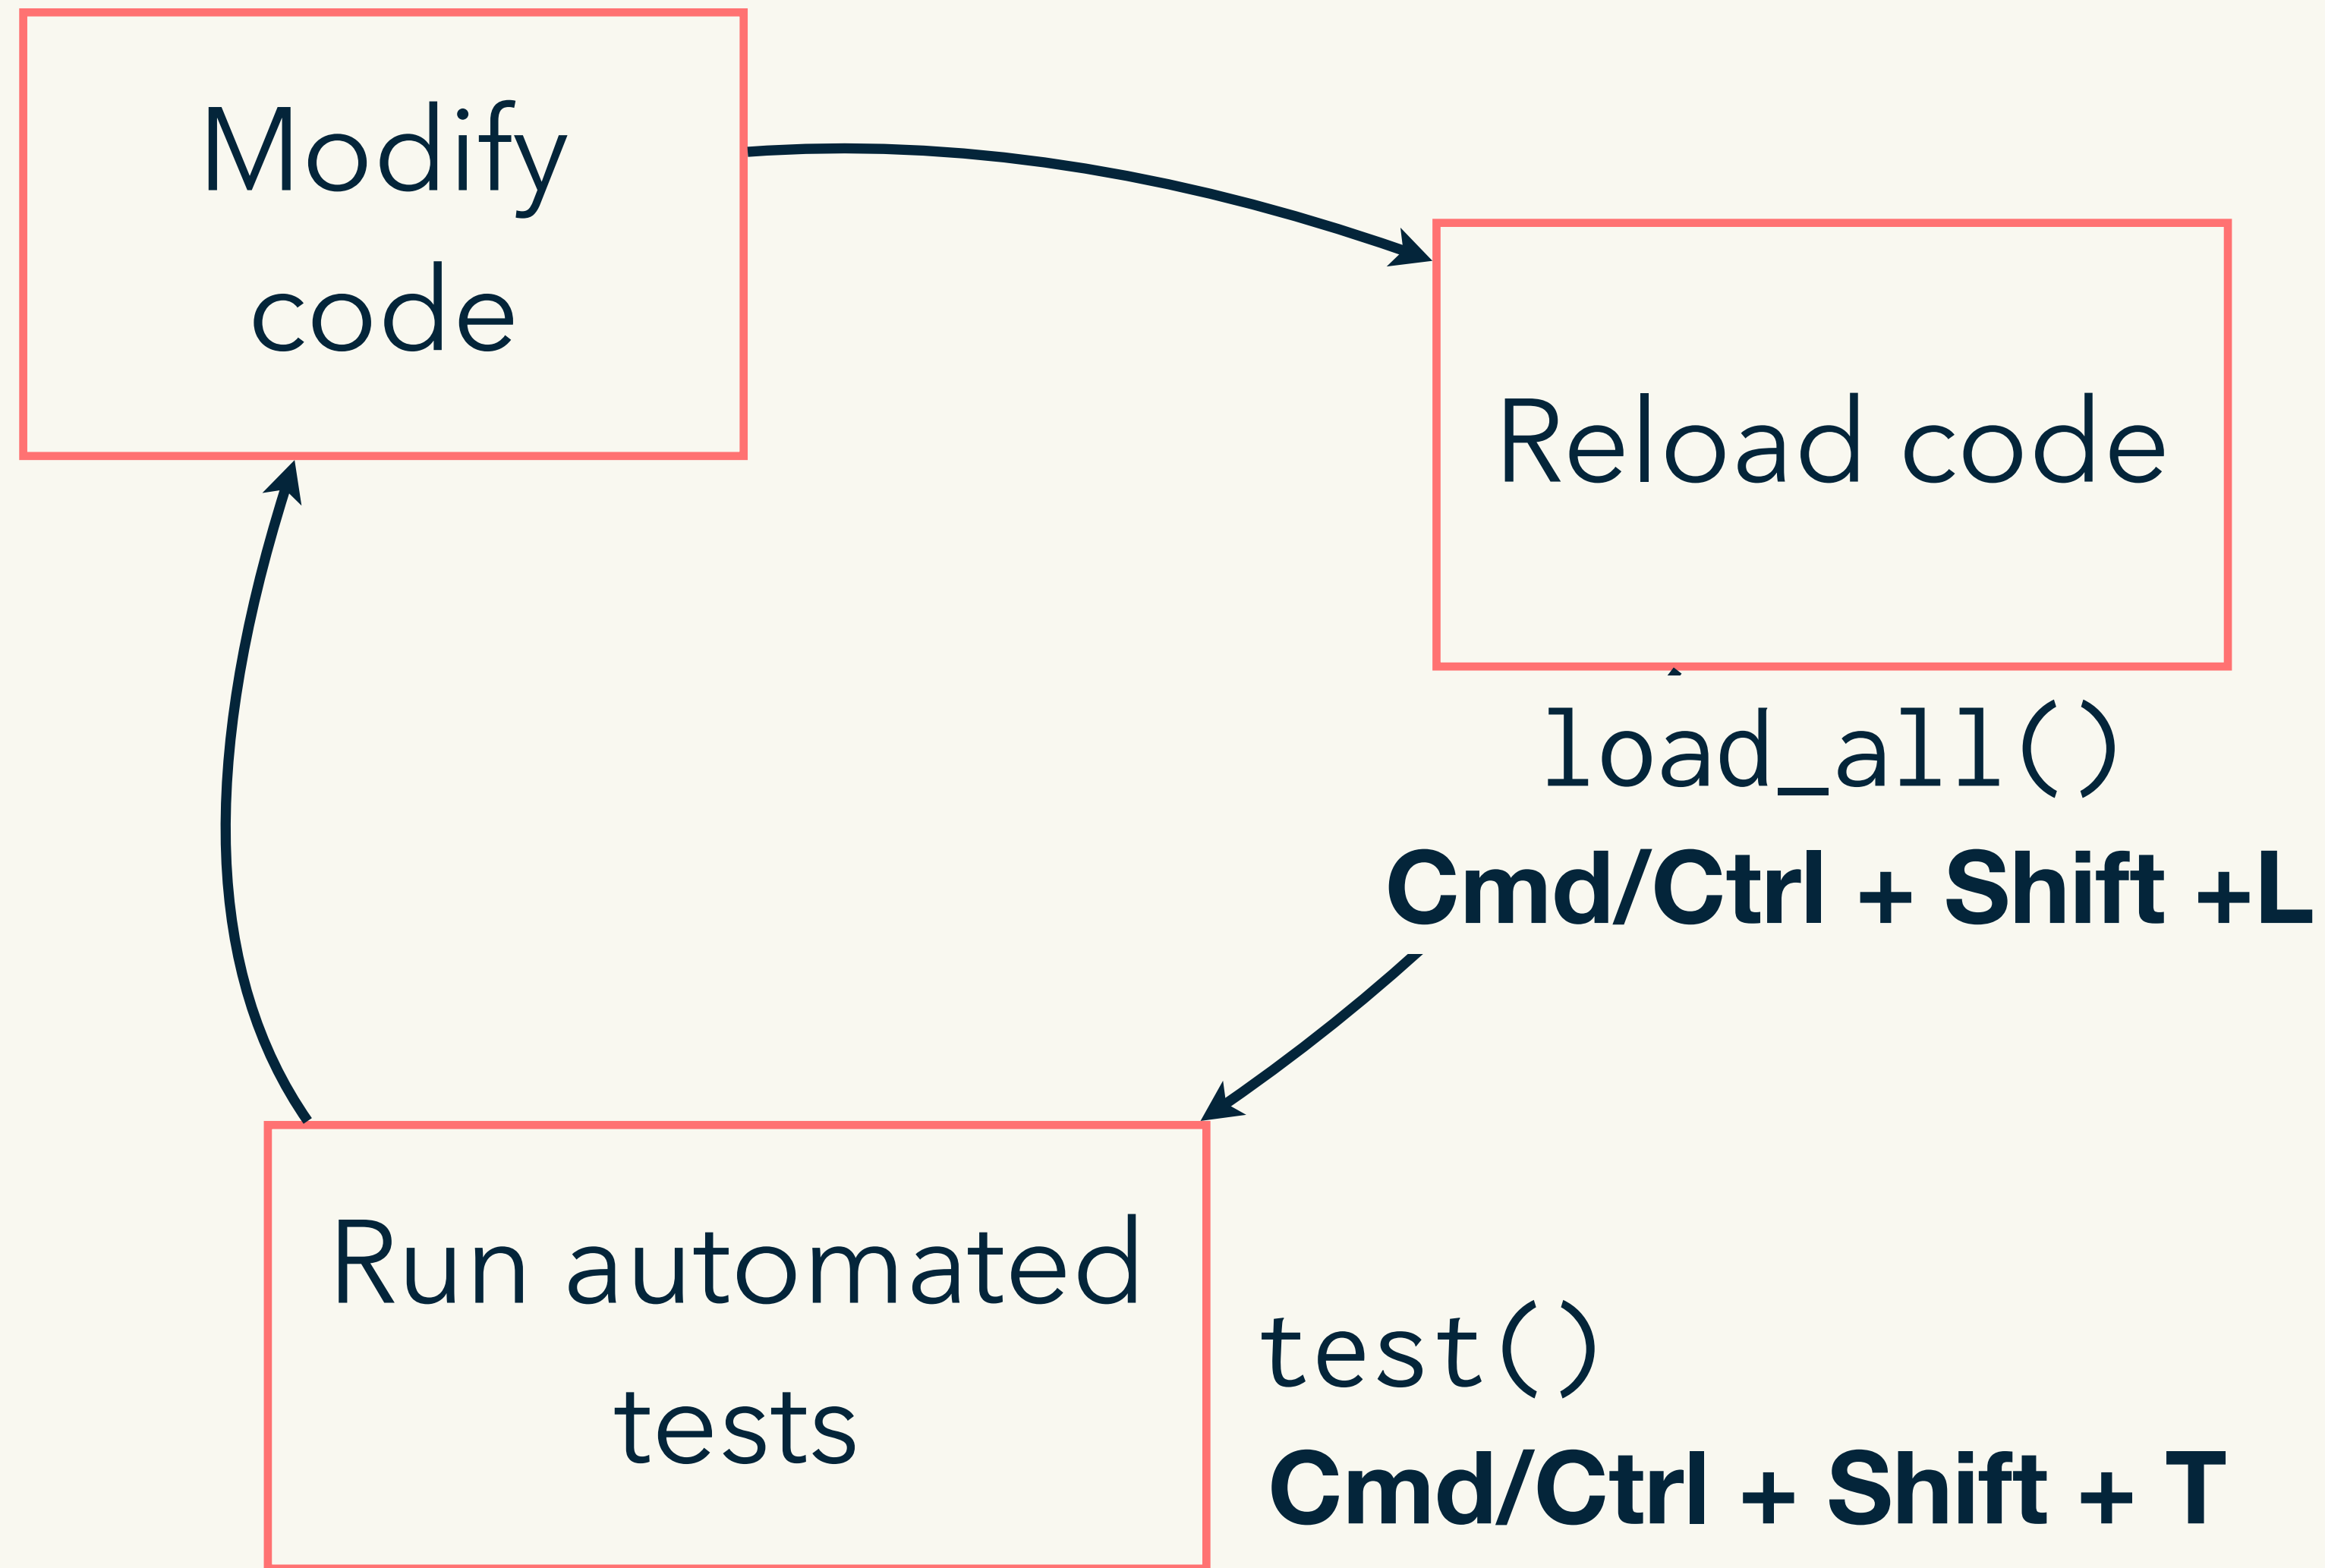 Modify
code
Reload code
load_all()
Cmd/Ctrl + Shift +L
Run automated
tests
test()
Cmd/Ctrl + Shift + T